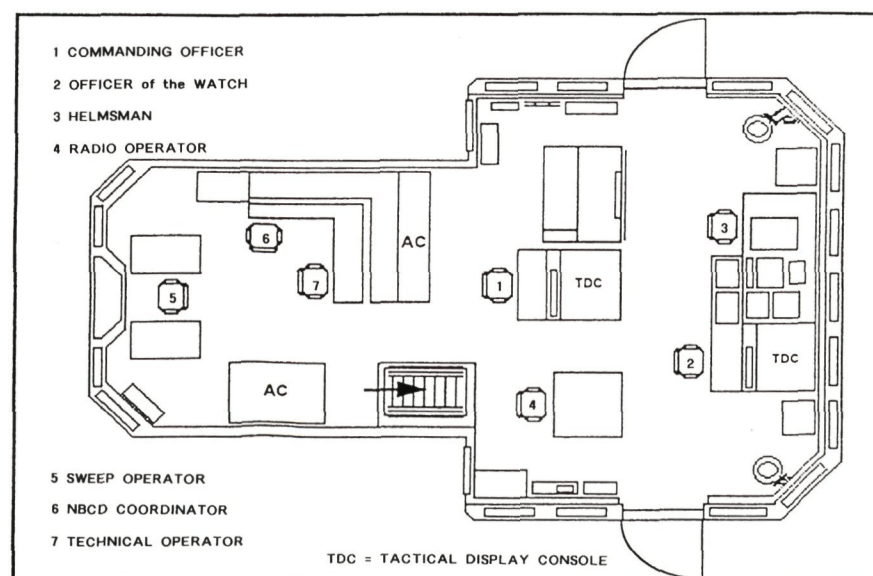 1 COMMANDING OFFICER
2 OFFICER of the WATCH
3 HELMSMAN
4 RADIO OPERATOR
6
7
5
AC
AC
1
TDC
3
2
TDC
4
5 SWEEP OPERATOR
6 NBCD COORDINATOR
7 TECHNICAL OPERATOR
TDC = TACTICAL DISPLAY CONSOLE